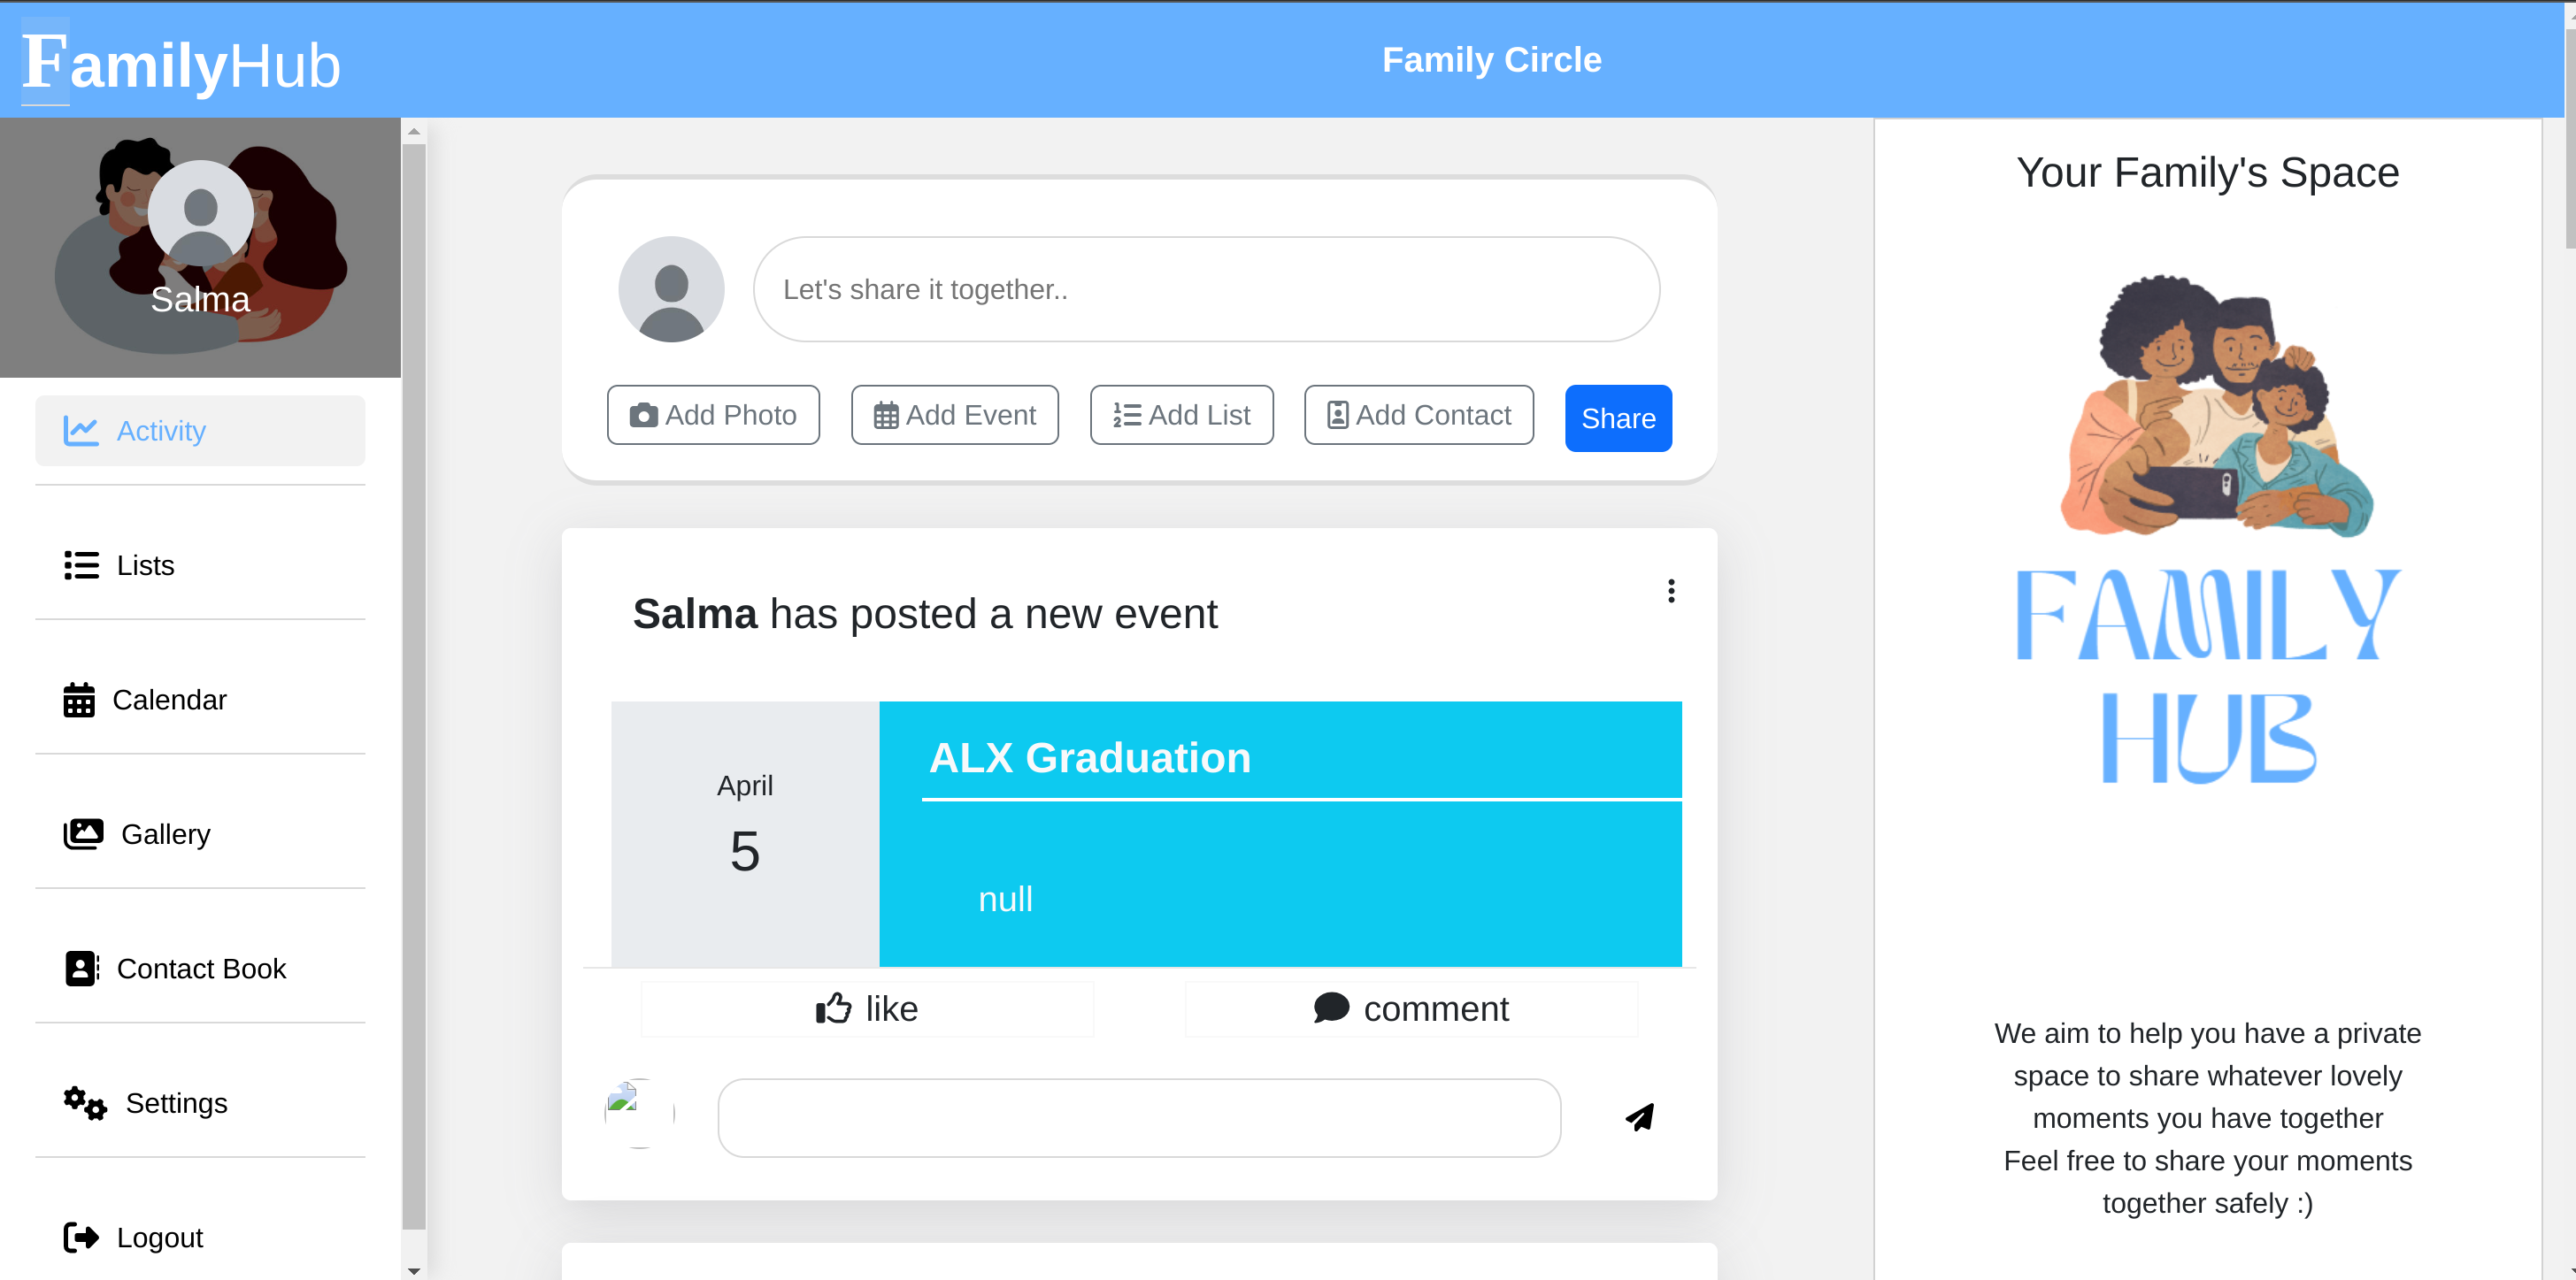 FamilyHub
Family Circle
Salma
Activity
Lists
Calendar
Gallery
Contact Book
Settings
Logout
Let's share it together..
Add Photo
Add Event
Add List
Add Contact
Share
Salma has posted a new event
April
5
ALX Graduation
null
like
comment
Your Family's Space
FAMILY
HUB
We aim to help you have a private
space to share whatever lovely
moments you have together
Feel free to share your moments
together safely :)